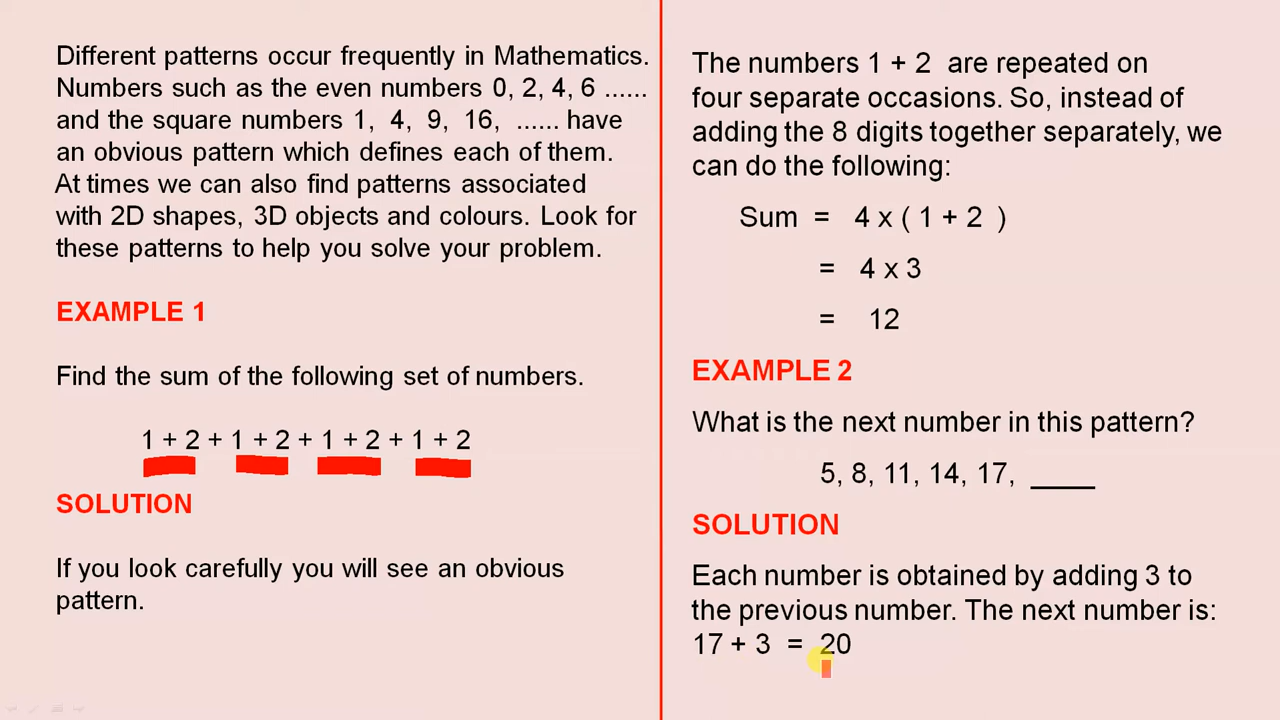 Different patterns occur frequently in Mathematics.
Numbers such as the even numbers 0, 2, 4, 6 ......
and the square numbers 1, 4, 9, 16, ...... have
an obvious pattern which defines each of them.
At times we can also find patterns associated
with 2D shapes, 3D objects and colours. Look for
these patterns to help you solve your problem.
EXAMPLE 1
Find the sum of the following set of numbers.
1 + 2 + 1 + 2 + 1 + 2 + 1 + 2
SOLUTION
If you look carefully you will see an obvious
pattern.
The numbers 1 + 2 are repeated on
four separate occasions. So, instead of
adding the 8 digits together separately, we
can do the following:
Sum = 4 x ( 1 + 2 )
= 4 x 3
= 12
EXAMPLE 2
What is the next number in this pattern?
5, 8, 11, 14, 17, ____
SOLUTION
Each number is obtained by adding 3 to
the previous number. The next number is:
17 + 3 = 20